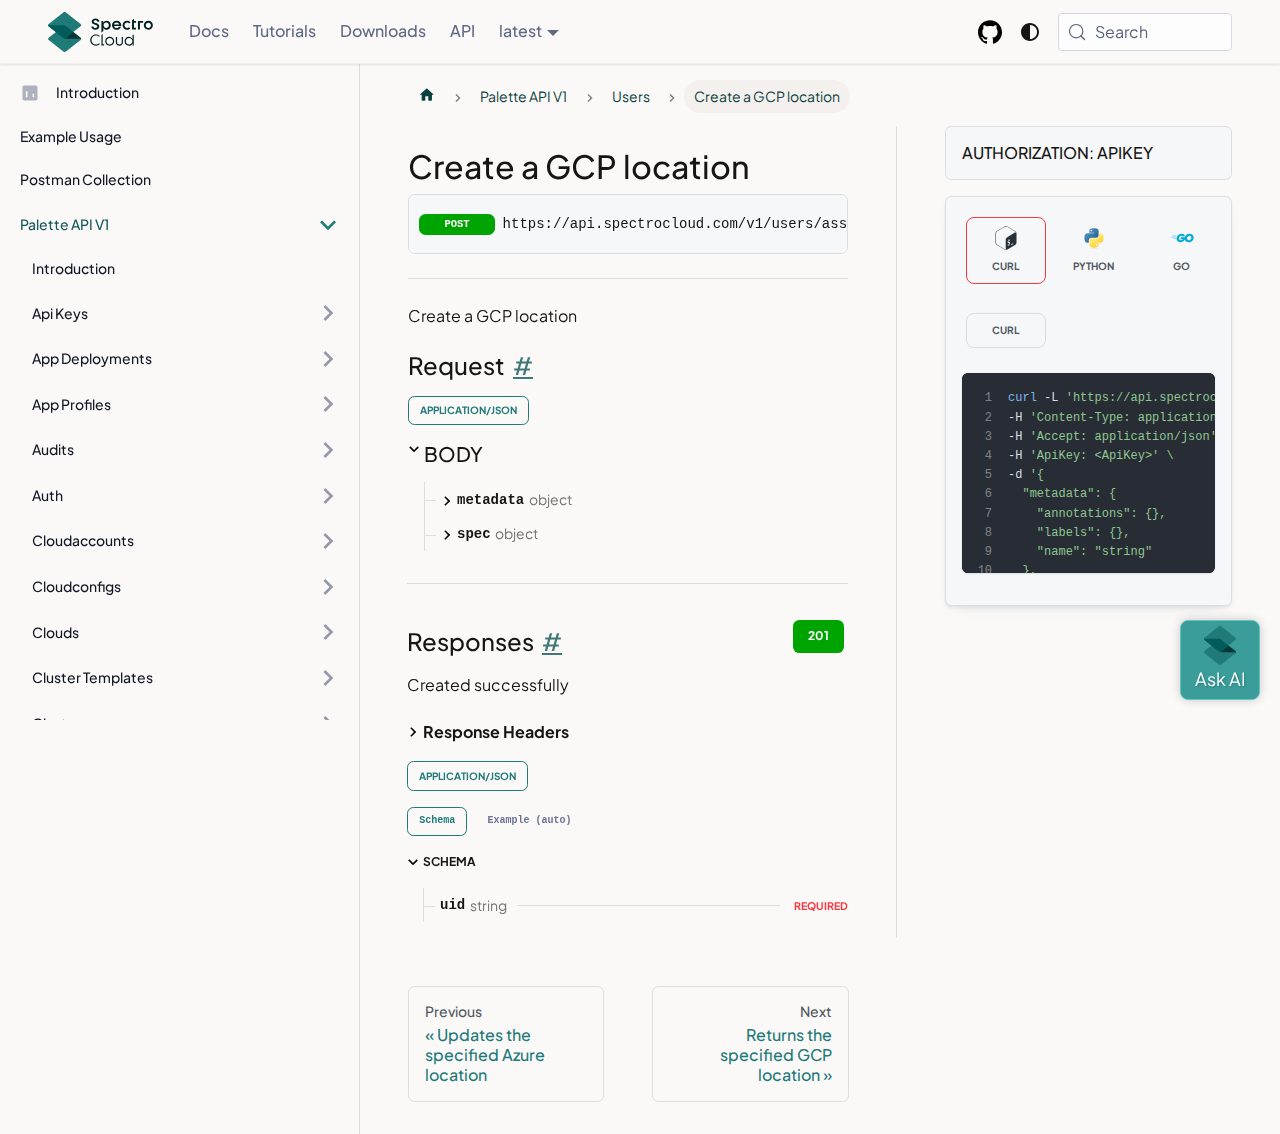 Spectro
Cloud
Docs
Tutorials
Downloads
API
latest
Search
Introduction
Example Usage
Postman Collection
Palette API V1
Introduction
Api Keys
App Deployments
App Profiles
Audits
Auth
Cloudaccounts
Cloudconfigs
Clouds
Cluster Templates
Palette API V1
Users
Create a GCP location
Create a GCP location
POST https://api.spectrocloud.com/v1/users/ass
Create a GCP location
Request #
APPLICATION/JSON
BODY
metadata object
spec object
Responses #
201
Created successfully
Response Headers
APPLICATION/JSON
Schema
Example (auto)
SCHEMA
uid string
REQUIRED
Previous
« Updates the
specified Azure
location
Next
Returns the
specified GCP
location »
AUTHORIZATION: APIKEY
CURL
PYTHON
GO
CURL
1 curl -L 'https://api.spectroc
2 -H 'Content-Type: application
3 -H 'Accept: application/json'
4 -H 'ApiKey: <ApiKey>' \
5 -d '{
6 "metadata": {
7 "annotations": {},
8 "labels": {},
9 "name": "string"
10 },
Ask AI